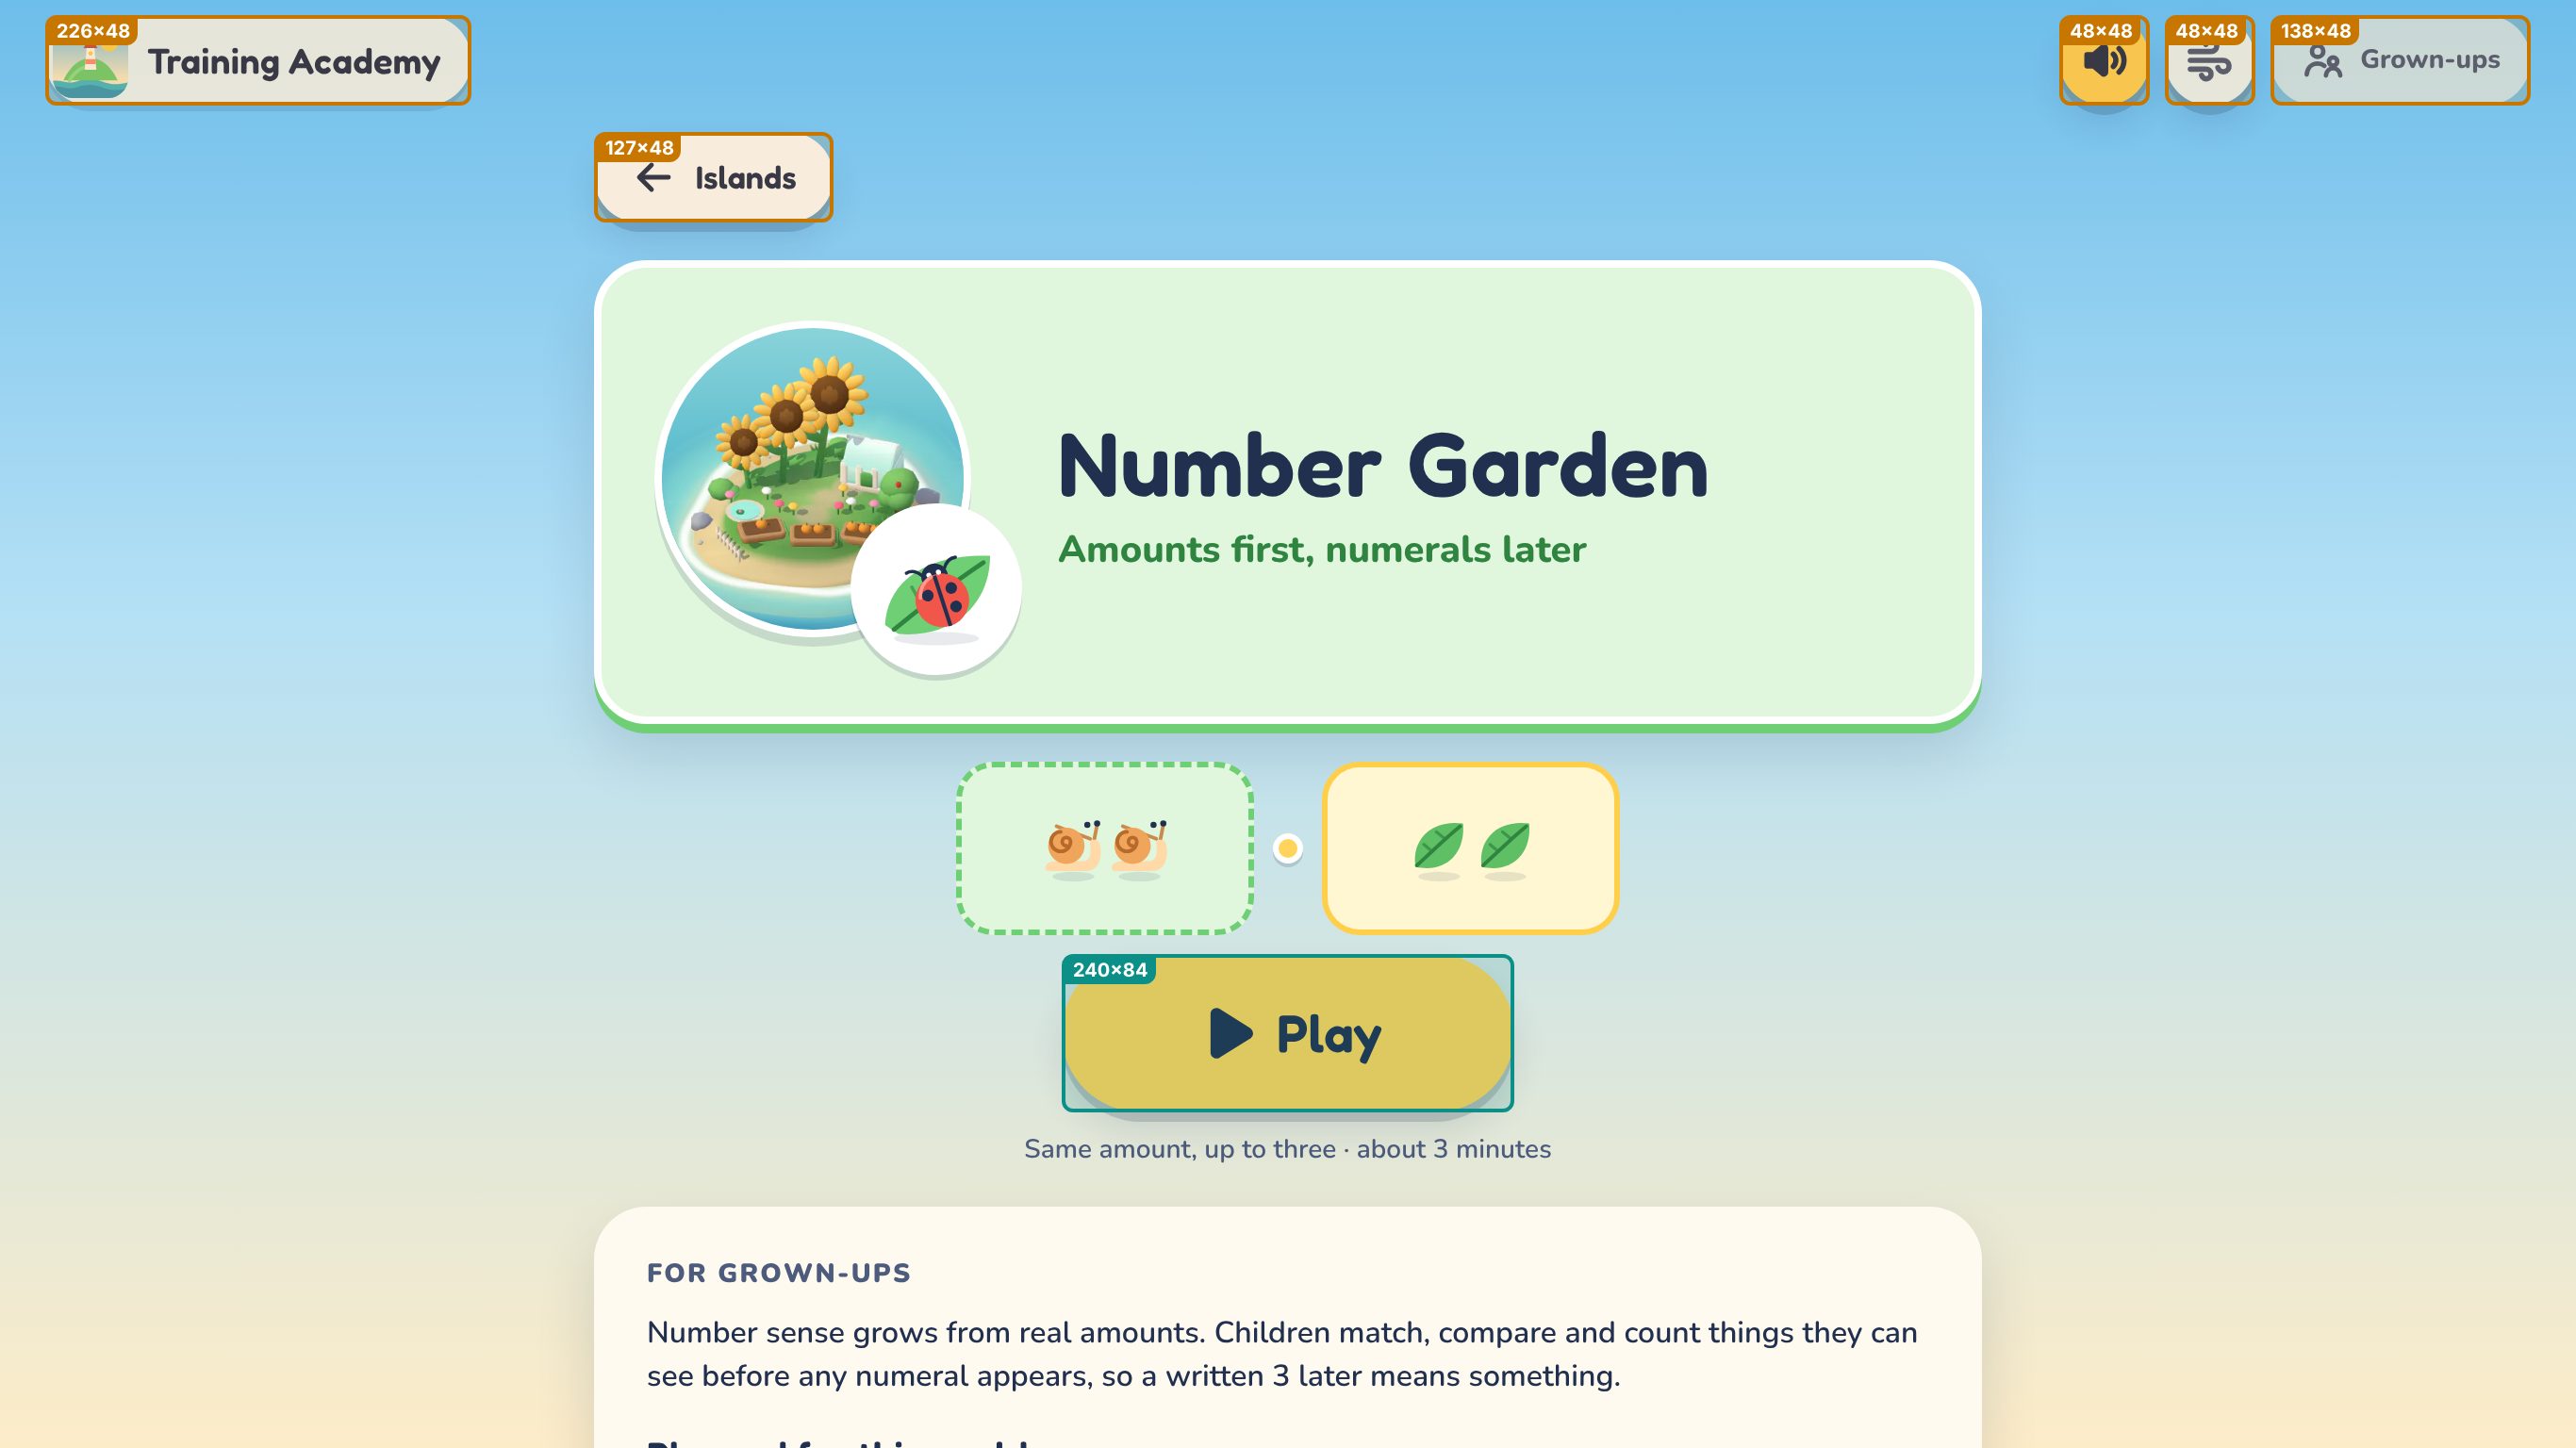 226×48
Training Academy
48×48
48×48
138×48
Grown-ups
127×48
Islands
Number Garden
Amounts first, numerals later
240×84
Play
Same amount, up to three · about 3 minutes
FOR GROWN-UPS
Number sense grows from real amounts. Children match, compare and count things they can
see before any numeral appears, so a written 3 later means something.